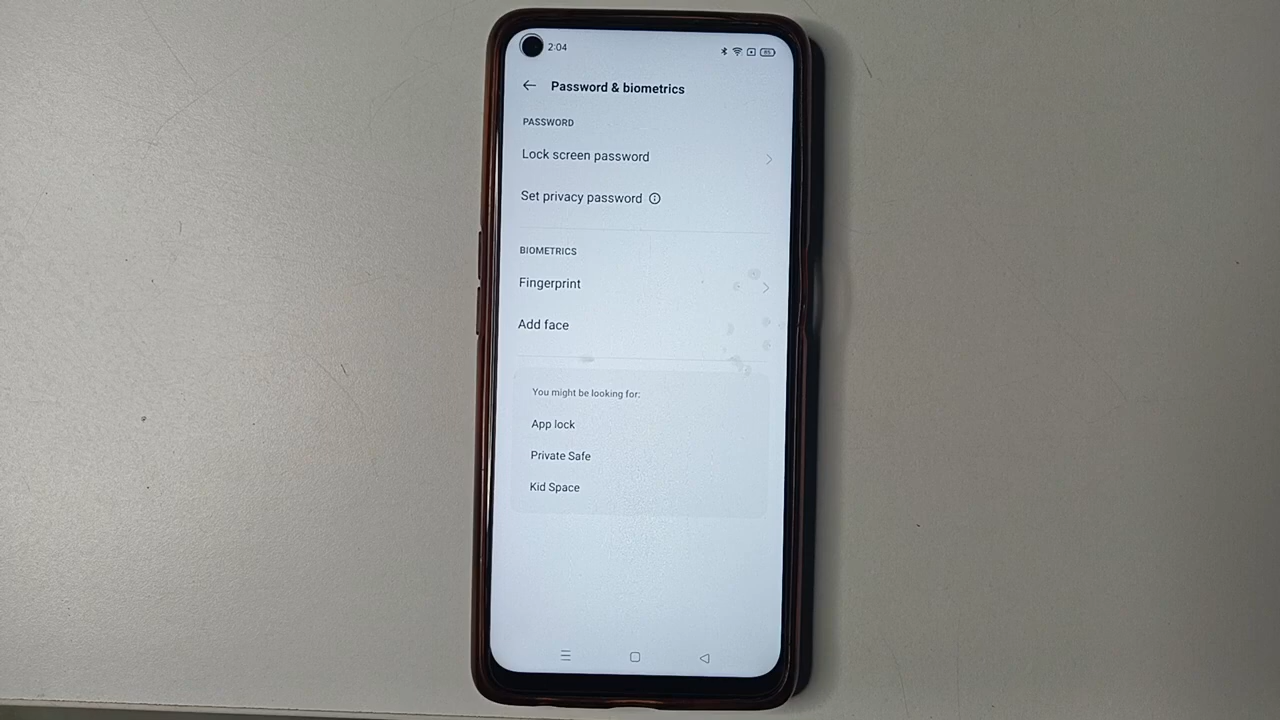 2:04
Password & biometrics
PASSWORD
Lock screen password
Set privacy password
BIOMETRICS
Fingerprint
Add face
You might be looking for:
App lock
Private Safe
Kid Space